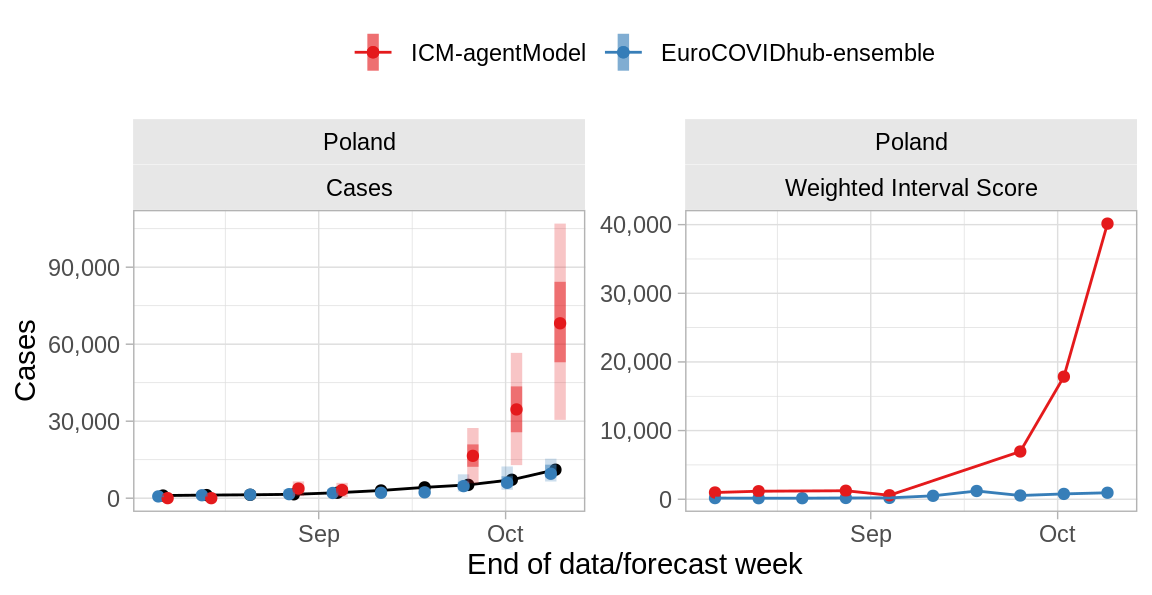 ICM-agentModel EuroCOVIDhub-ensemble
Poland
Cases
Poland
Weighted Interval Score
Cases
90,000
60,000
30,000
0
40,000
30,000
20,000
10,000
0
Sep Oct
Sep Oct
End of data/forecast week